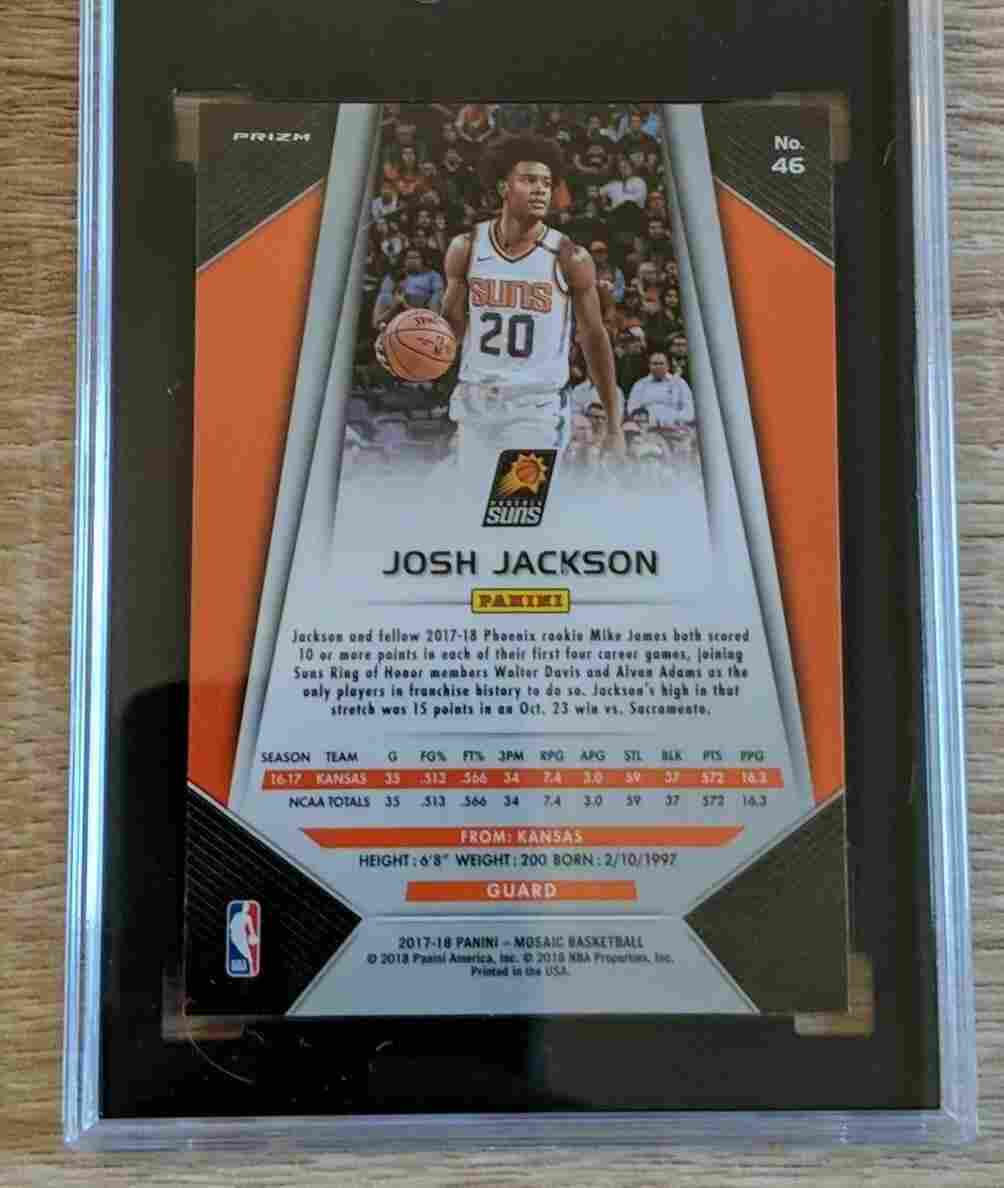 PRIZM
No.
46
SUNS
20
PHOENIX
SUNS
JOSH JACKSON
PANINI
Jackson and fellow 2017-18 Phoenix rookie Mike James both scored
10 or more points in each of their first four career games, joining
Suns Ring of Honor members Walter Davis and Alvan Adams as the
only players in franchise history to do so. Jackson's high in that
stretch was 15 points in an Oct. 23 win vs. Sacramento.
SEASON TEAM G FG% FT% 3PM RPG APG STL BLK PTS PPG
16-17 KANSAS 35 .513 .566 34 7.4 3.0 59 37 572 16.3
NCAA TOTALS 35 .513 .566 34 7.4 3.0 59 37 572 16.3
FROM: KANSAS
HEIGHT: 6'8" WEIGHT: 200 BORN: 2/10/1997
GUARD
2017-18 PANINI – MOSAIC BASKETBALL
© 2018 Panini America, Inc. © 2018 NBA Properties, Inc.
Printed in the USA.
NBA